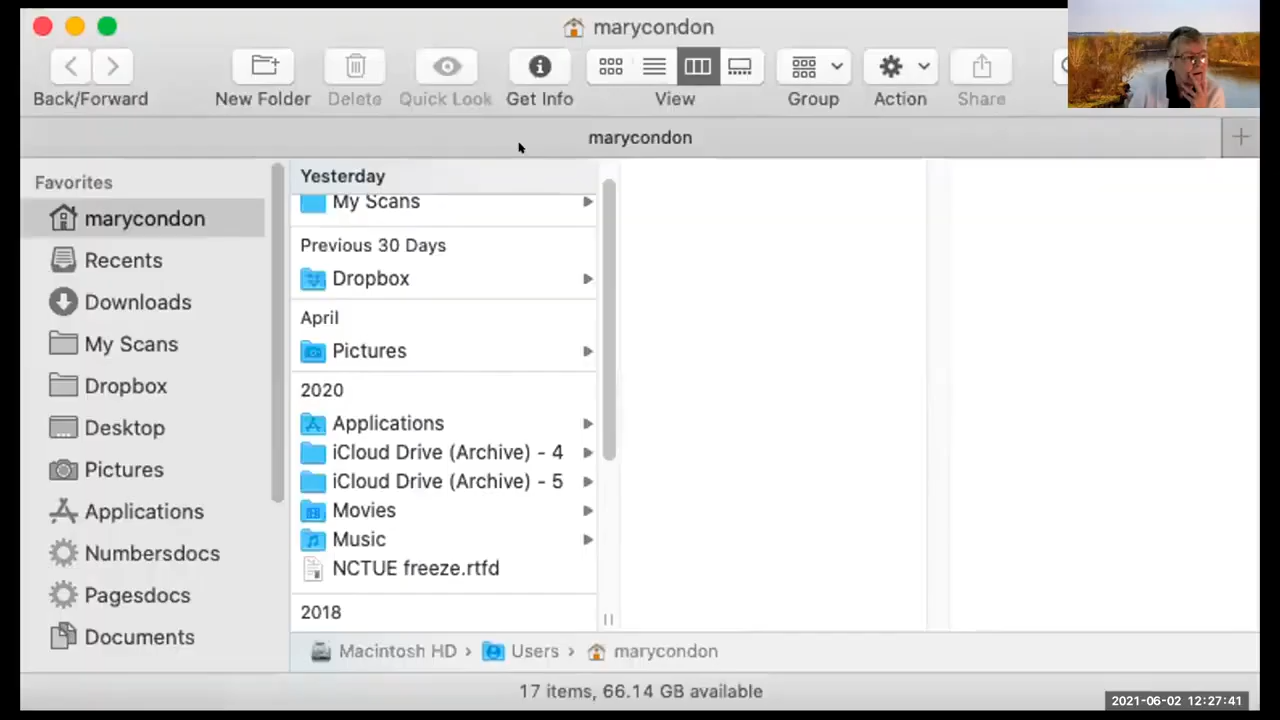 marycondon
Back/Forward
New Folder
Delete
Quick Look
Get Info
View
Group
Action
Share
marycondon
Favorites
marycondon
Recents
Downloads
My Scans
Dropbox
Desktop
Pictures
Applications
Numbersdocs
Pagesdocs
Documents
Yesterday
My Scans
Previous 30 Days
Dropbox
April
Pictures
2020
Applications
iCloud Drive (Archive) - 4
iCloud Drive (Archive) - 5
Movies
Music
NCTUE freeze.rtfd
2018
Macintosh HD › Users › marycondon
17 items, 66.14 GB available
2021-06-02 12:27:41